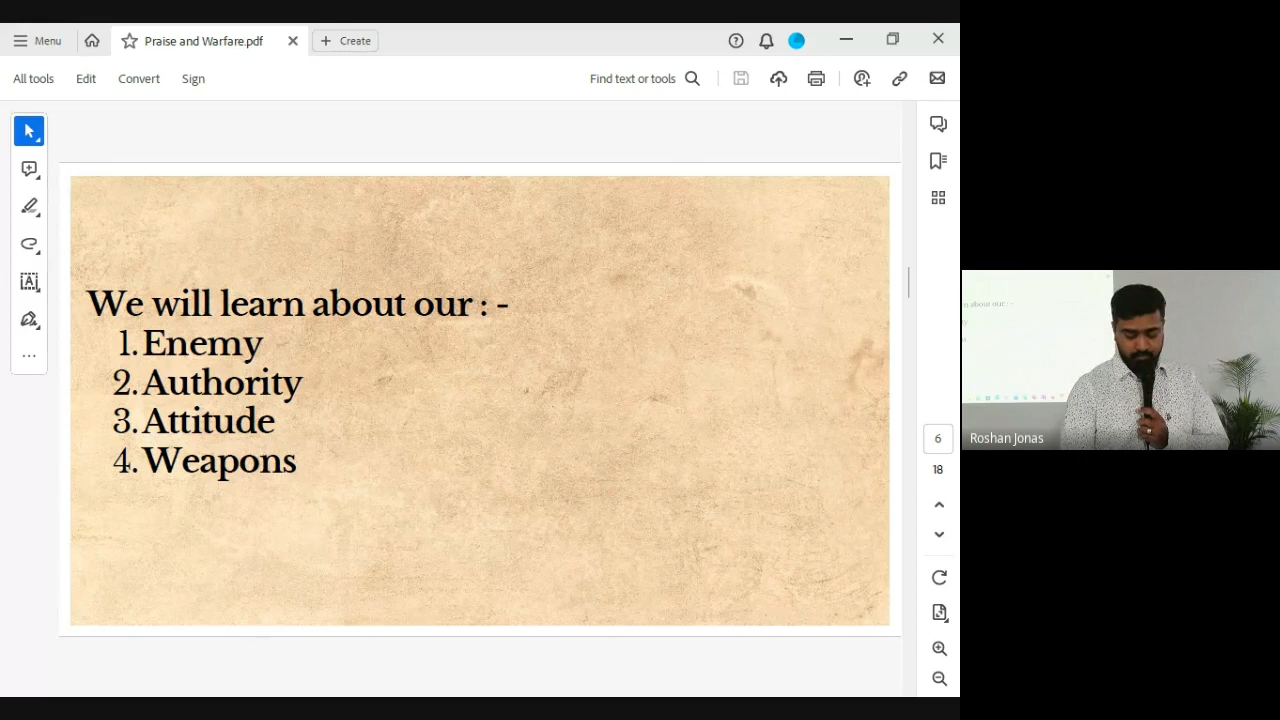 Menu
Praise and Warfare.pdf
Create
All tools
Edit
Convert
Sign
Find text or tools
We will learn about our : -
1. Enemy
2. Authority
3. Attitude
4. Weapons
6
18
Roshan Jonas